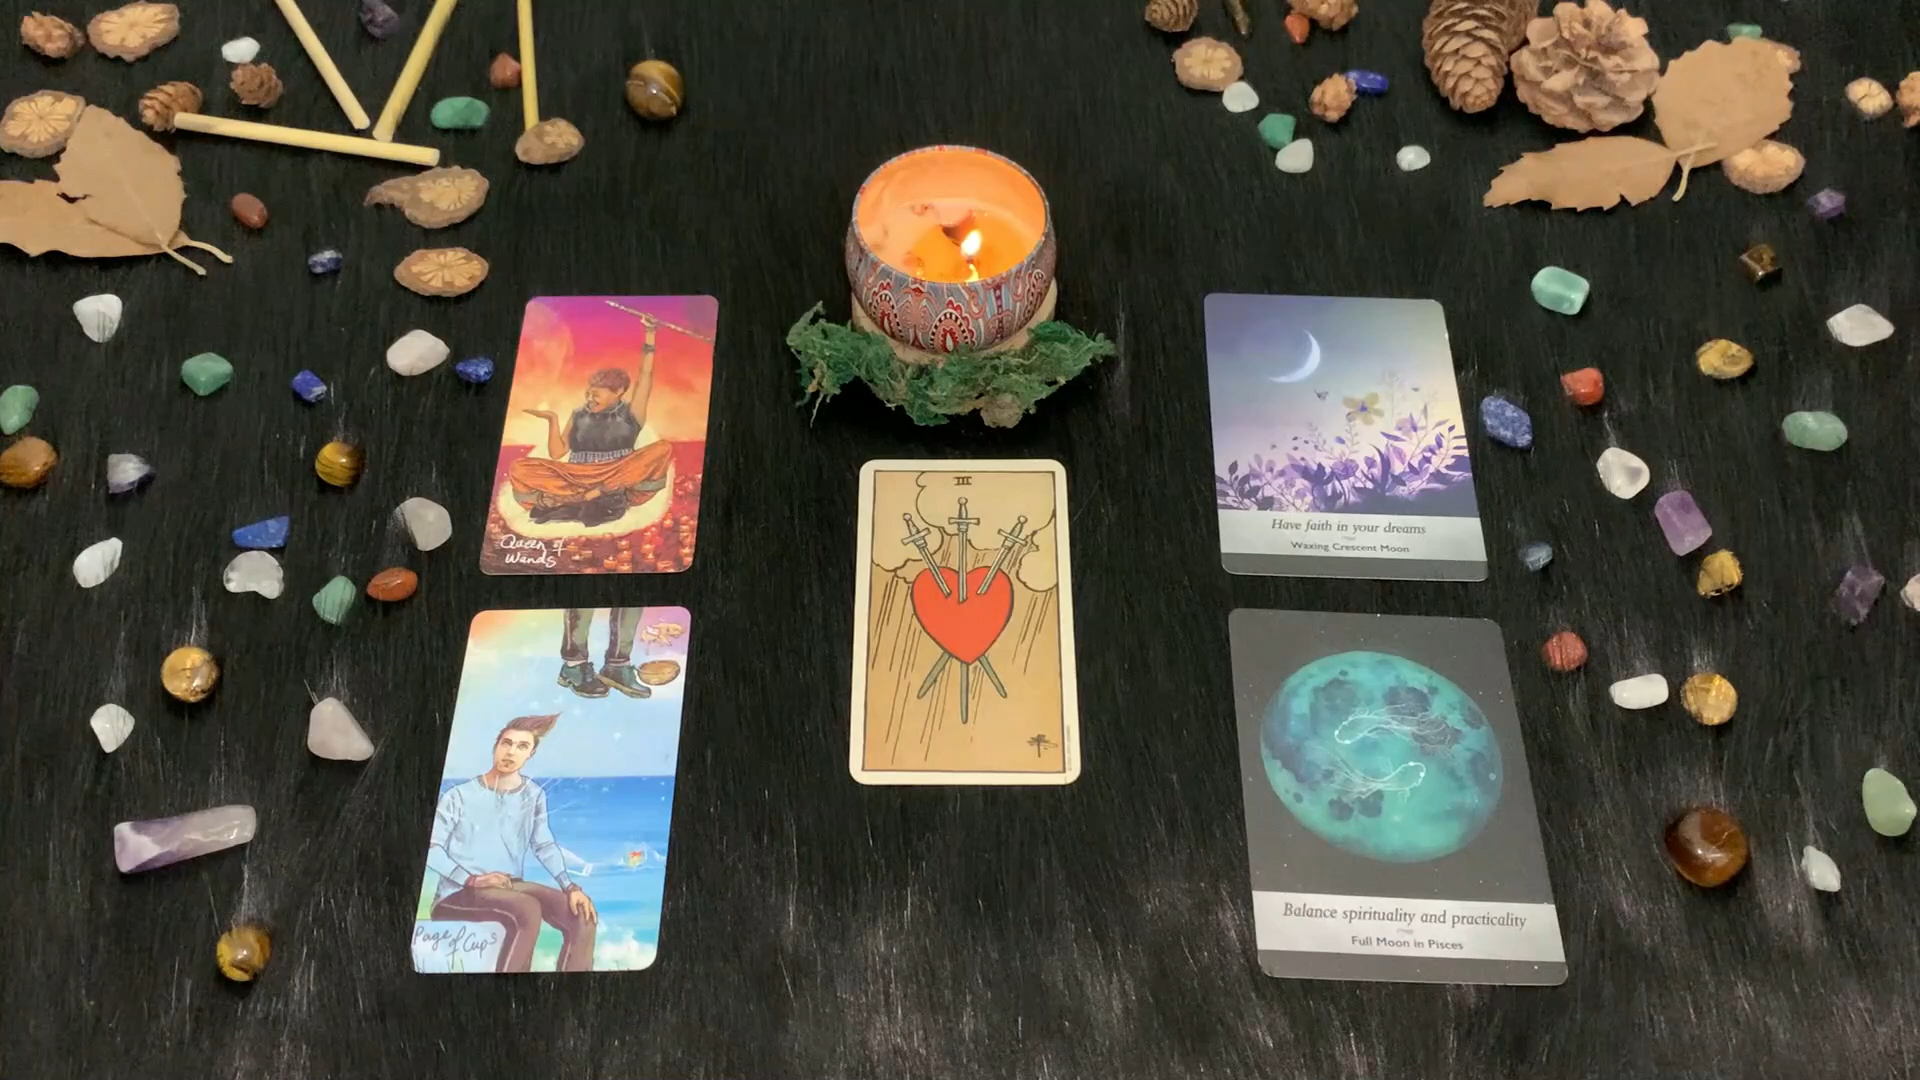 Queen of
Wands
III
Have faith in your dreams
Waxing Crescent Moon
Page of Cups
Balance spirituality and practicality
Full Moon in Pisces